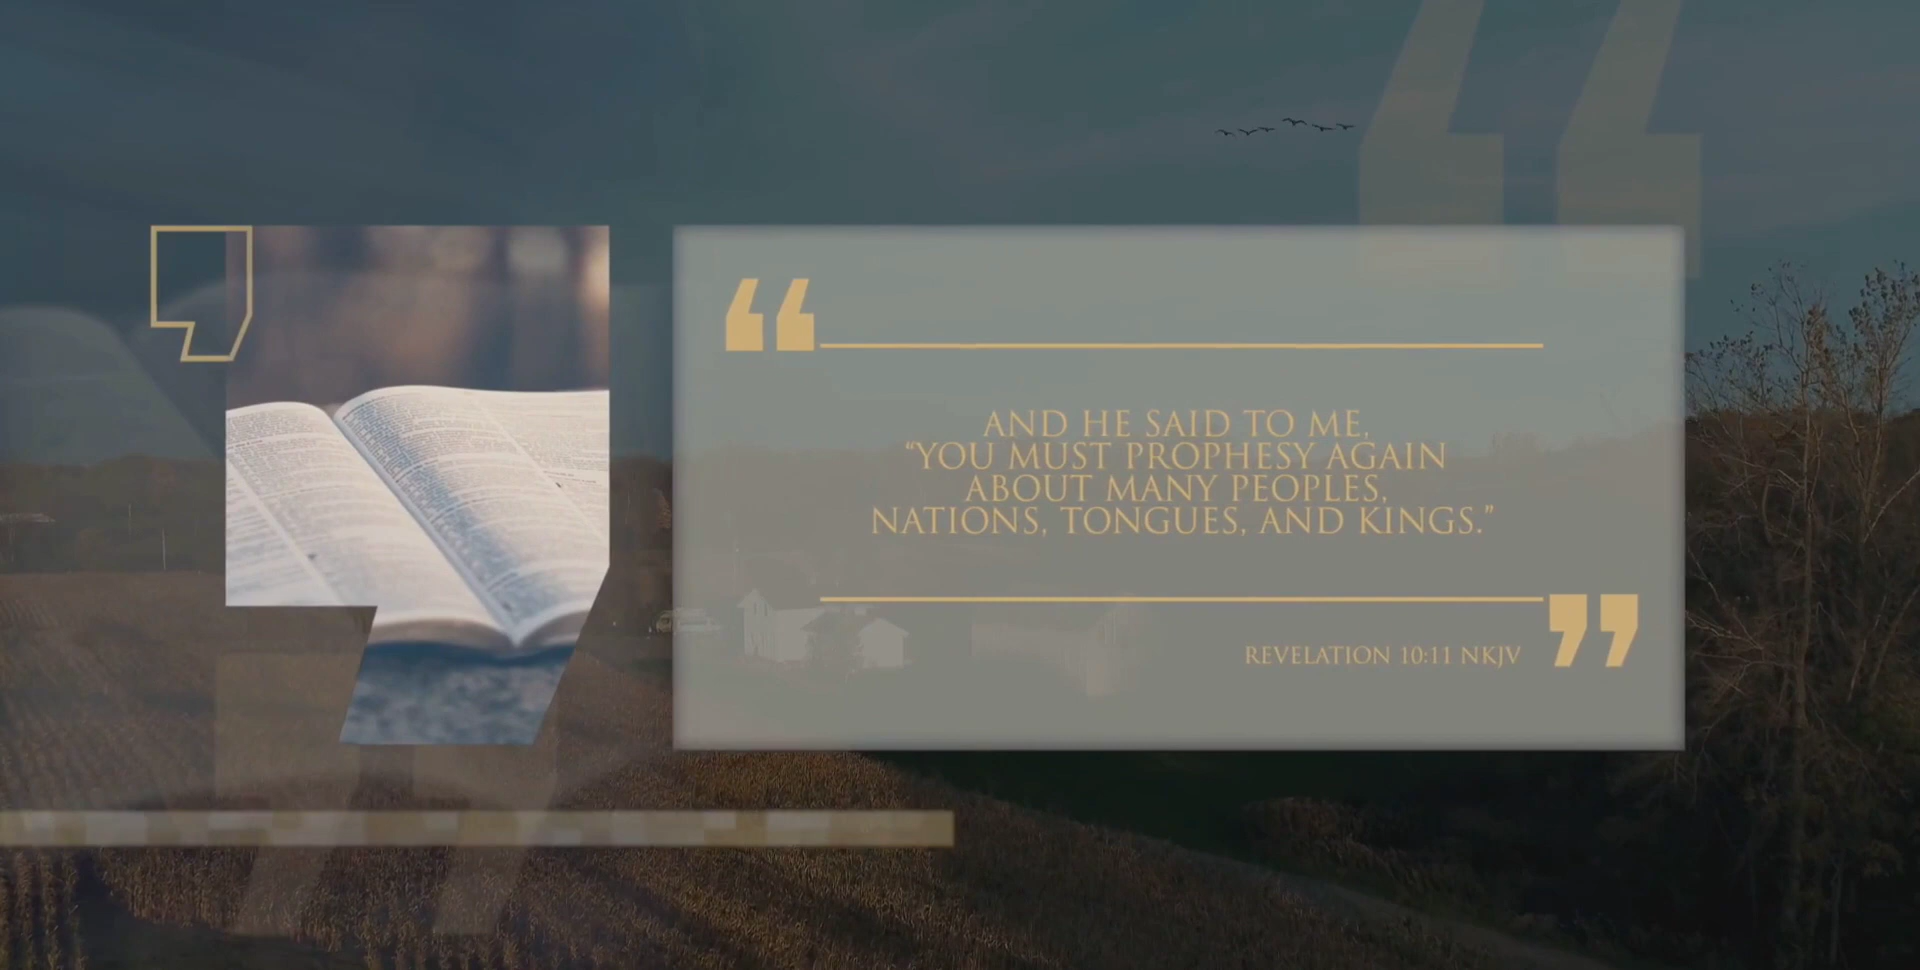 AND HE SAID TO ME,
“YOU MUST PROPHESY AGAIN
ABOUT MANY PEOPLES,
NATIONS, TONGUES, AND KINGS.”
REVELATION 10:11 NKJV